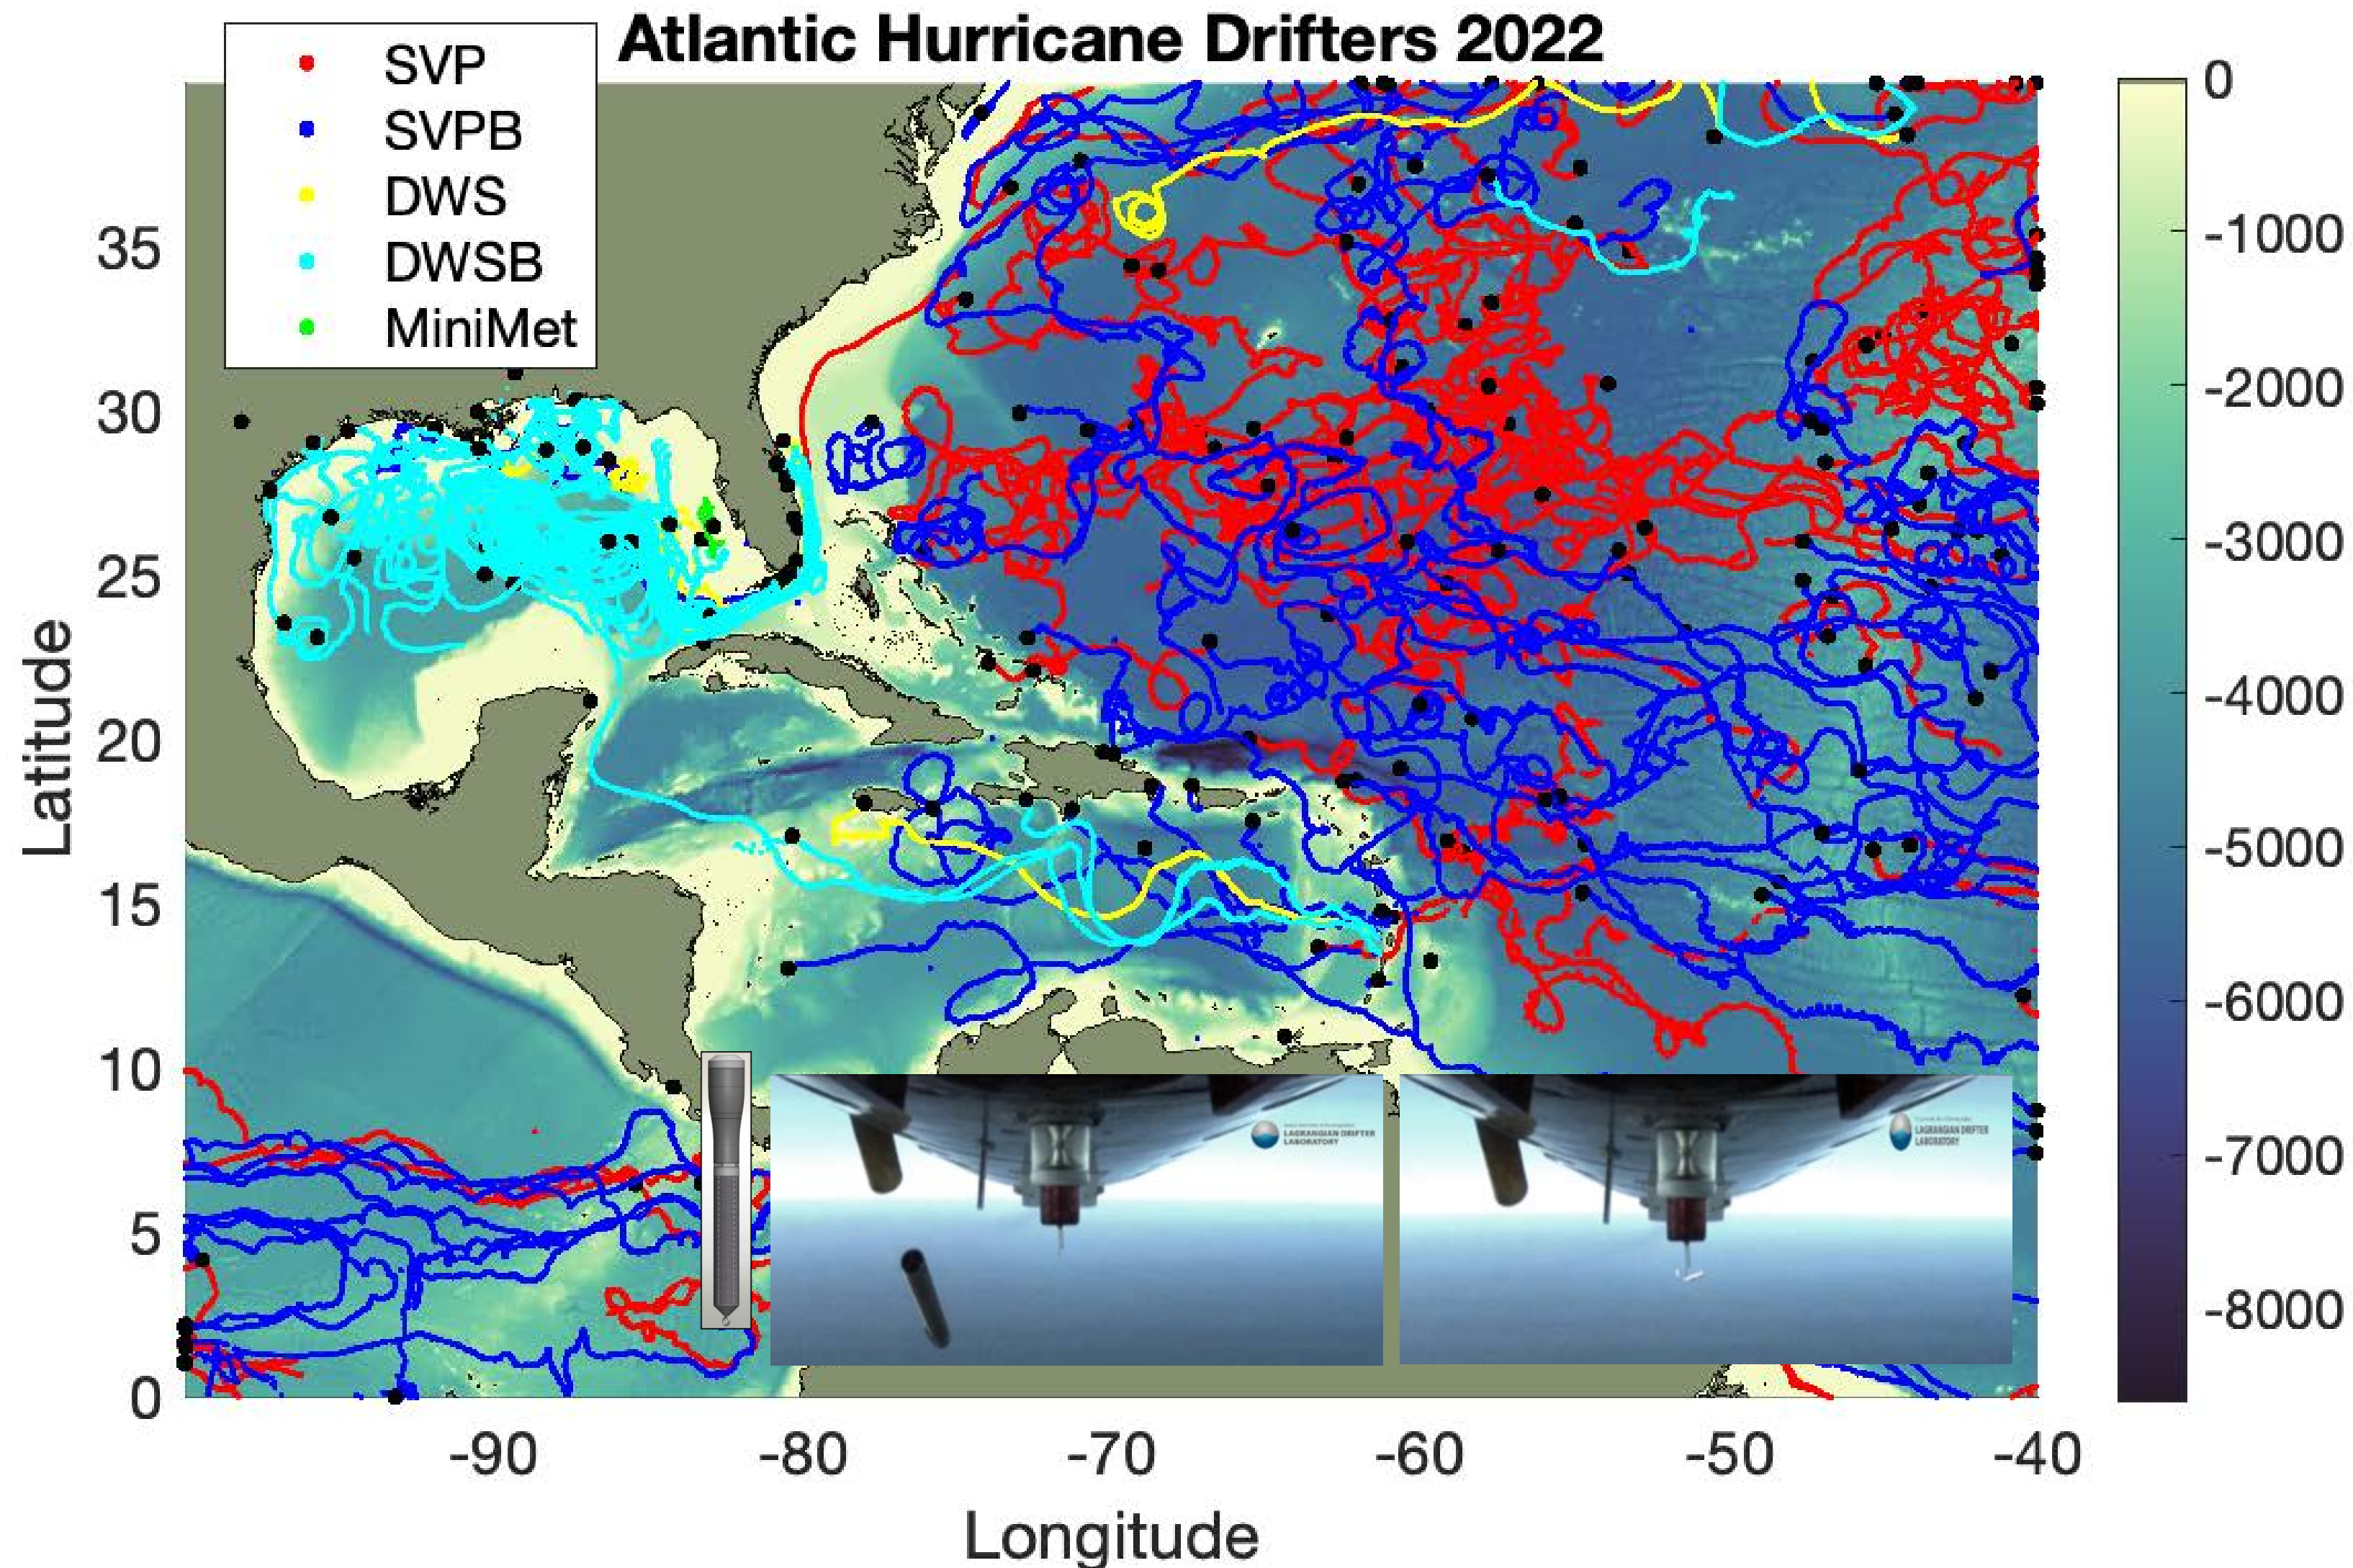 Atlantic Hurricane Drifters 2022
SVP
SVPB
DWS
DWSB
MiniMet
0
-1000
-2000
-3000
-4000
-5000
-6000
-7000
-8000
Latitude
35
30
25
20
15
10
5
0
-90
-80
-70
-60
-50
-40
Longitude
LAGRANGIAN DRIFTER
LABORATORY
LAGRANGIAN DRIFTER
LABORATORY